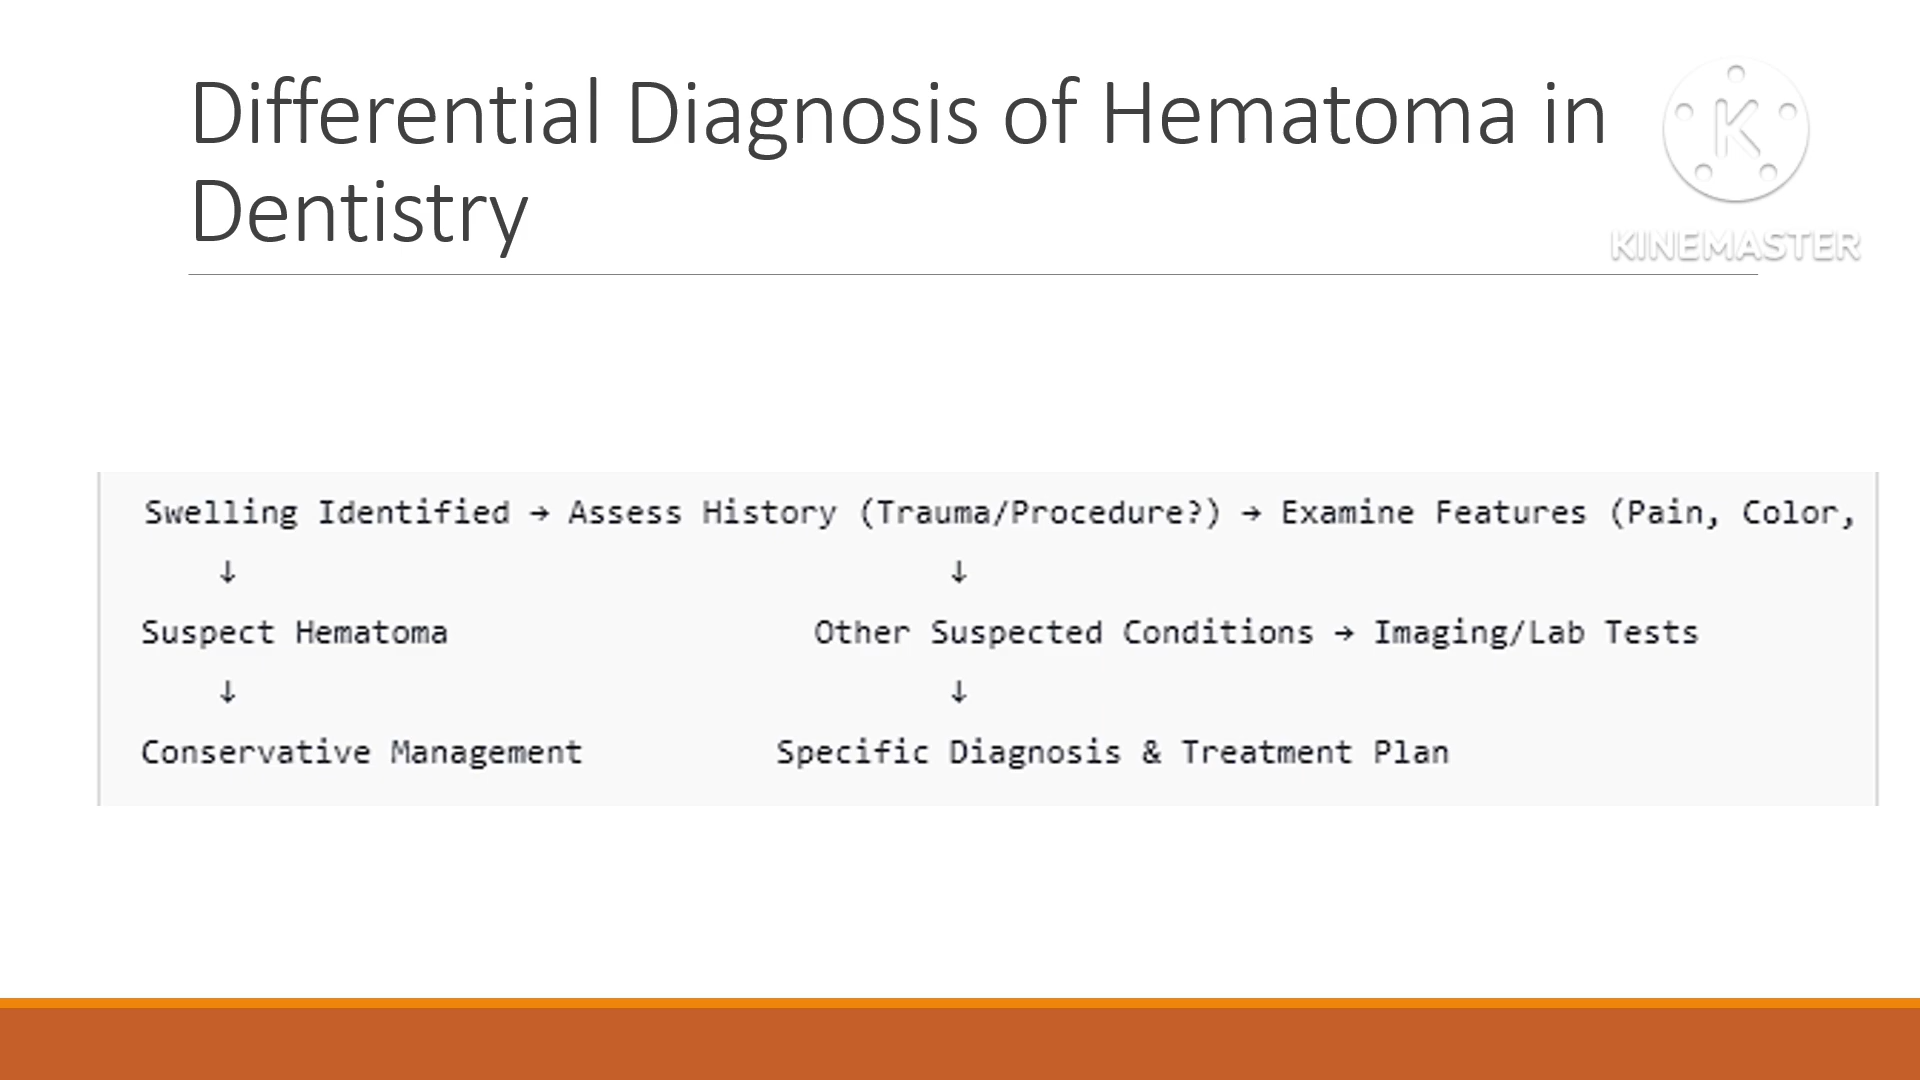 Differential Diagnosis of Hematoma in
Dentistry
K
KINEMASTER
Swelling Identified → Assess History (Trauma/Procedure?) → Examine Features (Pain, Color,
↓ ↓
Suspect Hematoma Other Suspected Conditions → Imaging/Lab Tests
↓ ↓
Conservative Management Specific Diagnosis & Treatment Plan